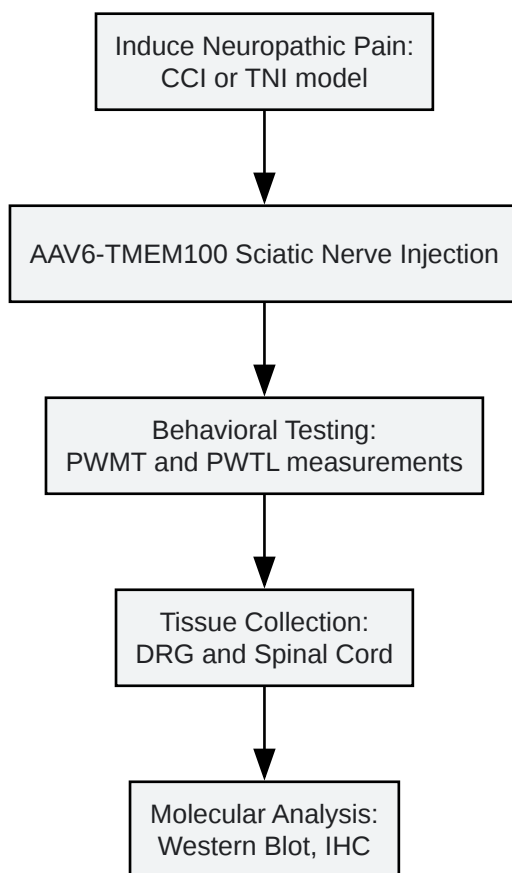 Induce Neuropathic Pain:
CCI or TNI model
AAV6-TMEM100 Sciatic Nerve Injection
Behavioral Testing:
PWMT and PWTL measurements
Tissue Collection:
DRG and Spinal Cord
Molecular Analysis:
Western Blot, IHC